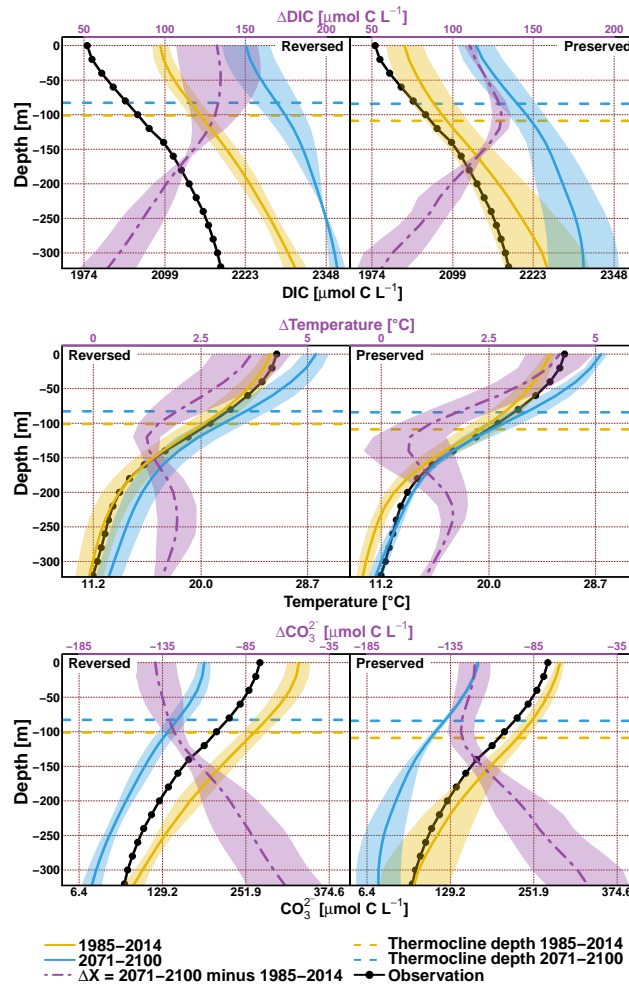 ΔDIC [μmol C L⁻¹]
50 100 150 200 50 100 150 200
Reversed Preserved
Depth [m]
0
−50
−100
−150
−200
−250
−300
1974 2099 2223 2348 1974 2099 2223 2348
DIC [μmol C L⁻¹]
ΔTemperature [°C]
0 2.5 5 0 2.5 5
Reversed Preserved
Depth [m]
0
−50
−100
−150
−200
−250
−300
11.2 20.0 28.7 11.2 20.0 28.7
Temperature [°C]
ΔCO₃²⁻ [μmol C L⁻¹]
−185 −135 −85 −35 −185 −135 −85 −35
Reversed Preserved
Depth [m]
0
−50
−100
−150
−200
−250
−300
6.4 129.2 251.9 374.6 6.4 129.2 251.9 374.6
CO₃²⁻ [μmol C L⁻¹]
1985−2014
2071−2100
ΔX = 2071−2100 minus 1985−2014
Thermocline depth 1985−2014
Thermocline depth 2071−2100
Observation